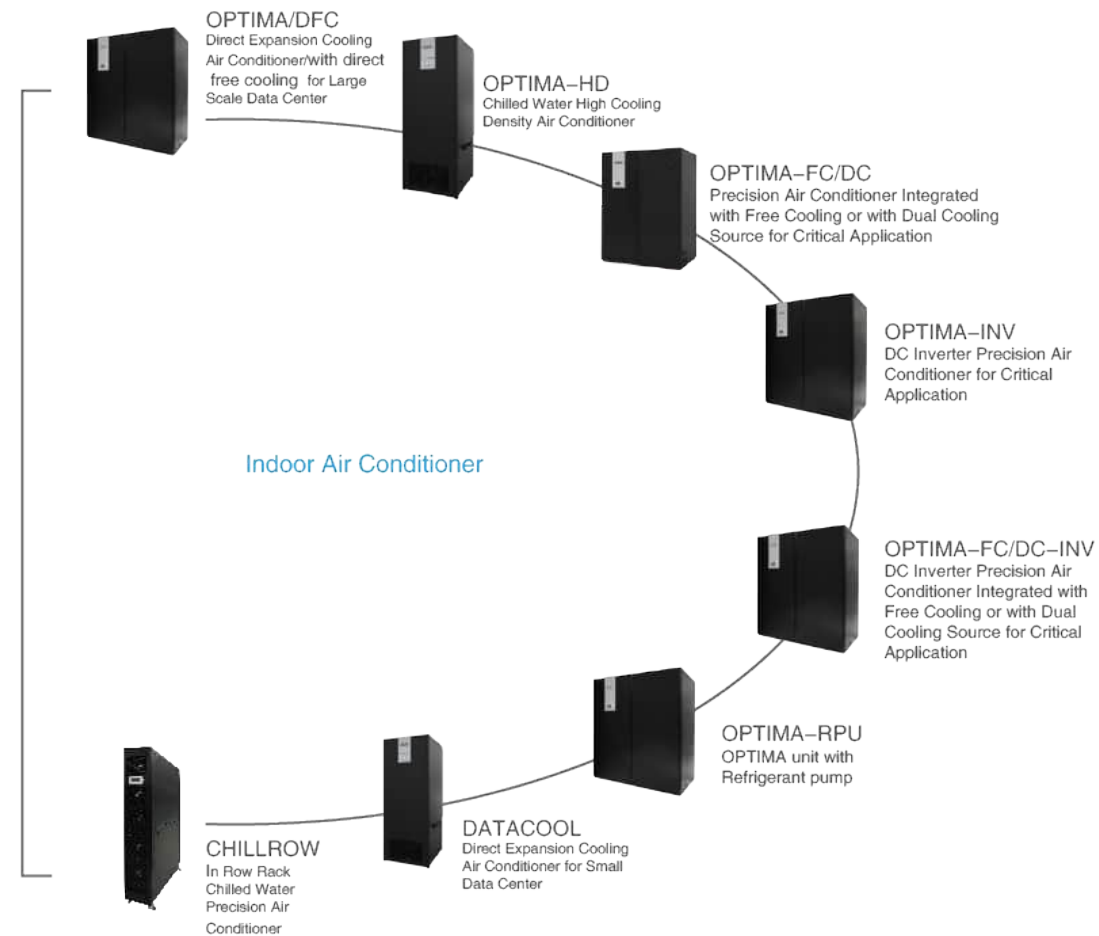 OPTIMA/DFC
Direct Expansion Cooling
Air Conditioner/with direct
free cooling for Large
Scale Data Center
OPTIMA–HD
Chilled Water High Cooling
Density Air Conditioner
OPTIMA–FC/DC
Precision Air Conditioner Integrated
with Free Cooling or with Dual Cooling
Source for Critical Application
OPTIMA–INV
DC Inverter Precision Air
Conditioner for Critical
Application
Indoor Air Conditioner
OPTIMA–FC/DC–INV
DC Inverter Precision Air
Conditioner Integrated with
Free Cooling or with Dual
Cooling Source for Critical
Application
OPTIMA–RPU
OPTIMA unit with
Refrigerant pump
DATACOOL
Direct Expansion Cooling
Air Conditioner for Small
Data Center
CHILLROW
In Row Rack
Chilled Water
Precision Air
Conditioner